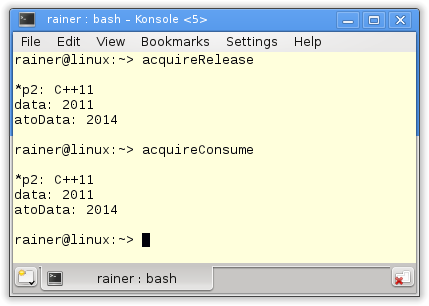 rainer : bash – Konsole <5>
File Edit View Bookmarks Settings Help
rainer@linux:~> acquireRelease
*p2: C++11
data: 2011
atoData: 2014
rainer@linux:~> acquireConsume
*p2: C++11
data: 2011
atoData: 2014
rainer@linux:~>
rainer : bash